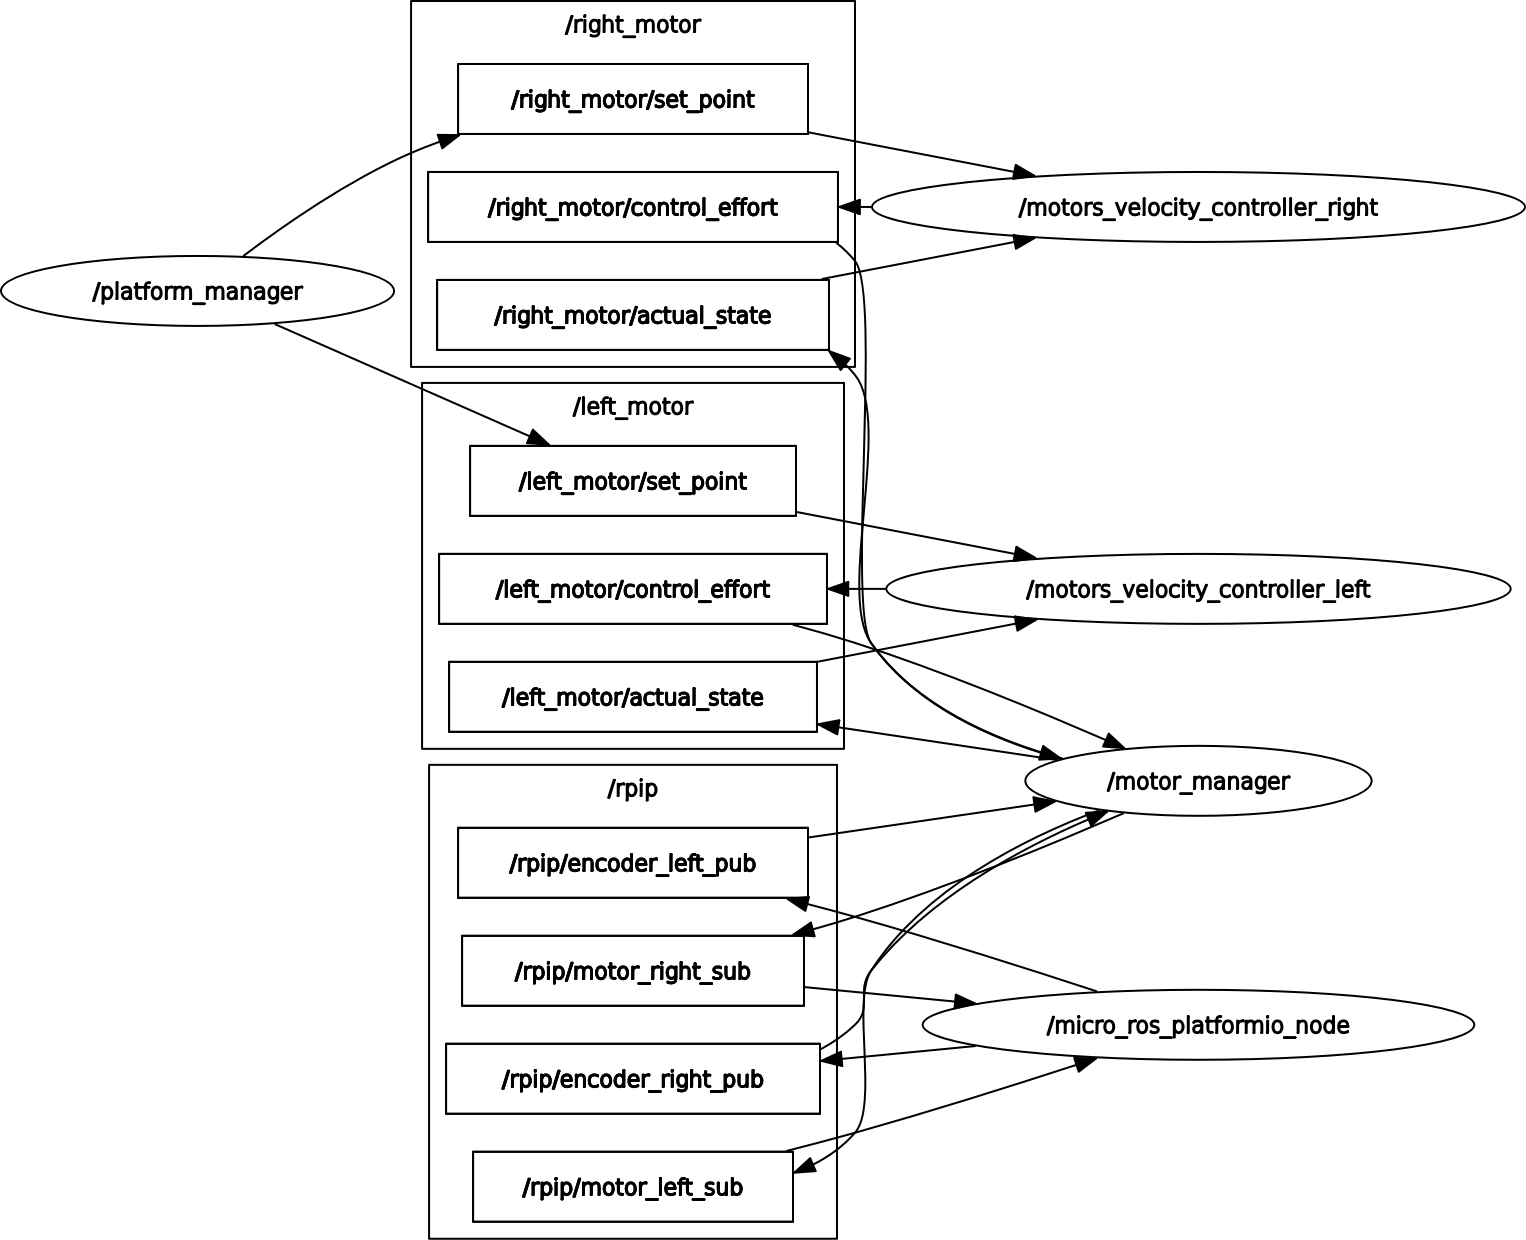 /right_motor
/right_motor/set_point
/right_motor/control_effort
/motors_velocity_controller_right
/platform_manager
/right_motor/actual_state
/left_motor
/left_motor/set_point
/left_motor/control_effort
/motors_velocity_controller_left
/left_motor/actual_state
/motor_manager
/rpip
/rpip/encoder_left_pub
/rpip/motor_right_sub
/micro_ros_platformio_node
/rpip/encoder_right_pub
/rpip/motor_left_sub